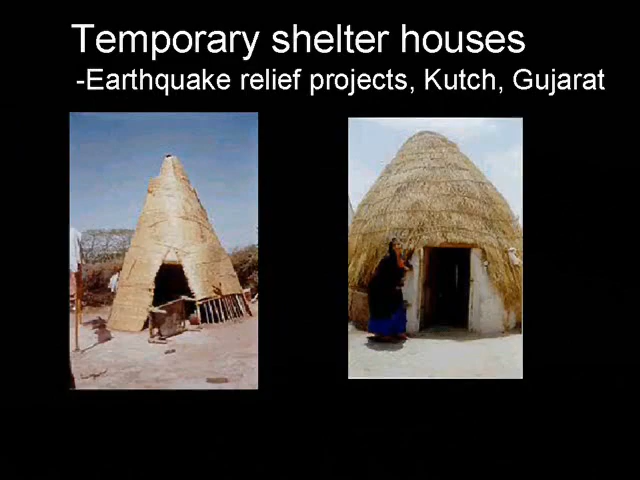 Temporary shelter houses
-Earthquake relief projects, Kutch, Gujarat